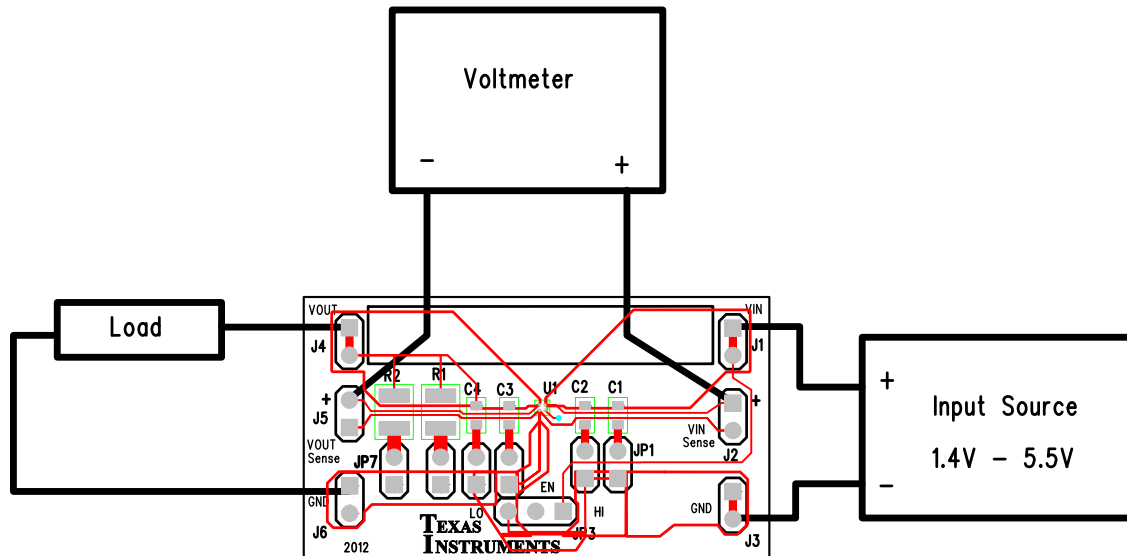 Voltmeter
-
+
VOUT
VIN
Load
J4
J1
R2
R1
C4
C3
U1
C2
C1
+
+
+
Input Source
J5
VIN
Sense
J2
VOUT
Sense
JP7
JP1
1.4V - 5.5V
-
EN
GND
GND
LO
HI
J6
JP3
J3
2012
TEXAS
INSTRUMENTS